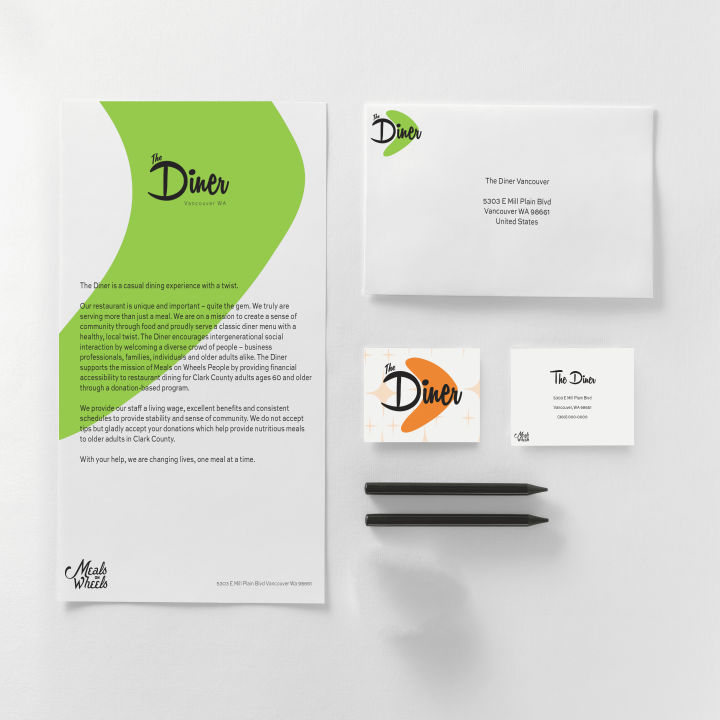 The
Diner
Vancouver WA
The Diner is a casual dining experience with a twist.
Our restaurant is unique and important – quite the gem. We truly are
serving more than just a meal. We are on a mission to create a sense of
community through food and proudly serve a classic diner menu with a
healthy, local twist. The Diner encourages intergenerational social
interaction by welcoming a diverse crowd of people – business
professionals, families, individuals and older adults alike. The Diner
supports the mission of Meals on Wheels People by providing financial
accessibility to restaurant dining for Clark County adults ages 60 and older
through a donation-based program.
We provide our staff a living wage, excellent benefits and consistent
schedules to provide stability and sense of community. We do not accept
tips but gladly accept your donations which help provide nutritious meals
to older adults in Clark County.
With your help, we are changing lives, one meal at a time.
Meals
on
Wheels
5303 E Mill Plain Blvd Vancouver Wa 98661
The
Diner
The Diner Vancouver
5303 E Mill Plain Blvd
Vancouver WA 98661
United States
The
Diner
The Diner
5303 E Mill Plain Blvd
Vancouver, WA 98661
(360) 000-0000
Meals
on
Wheels